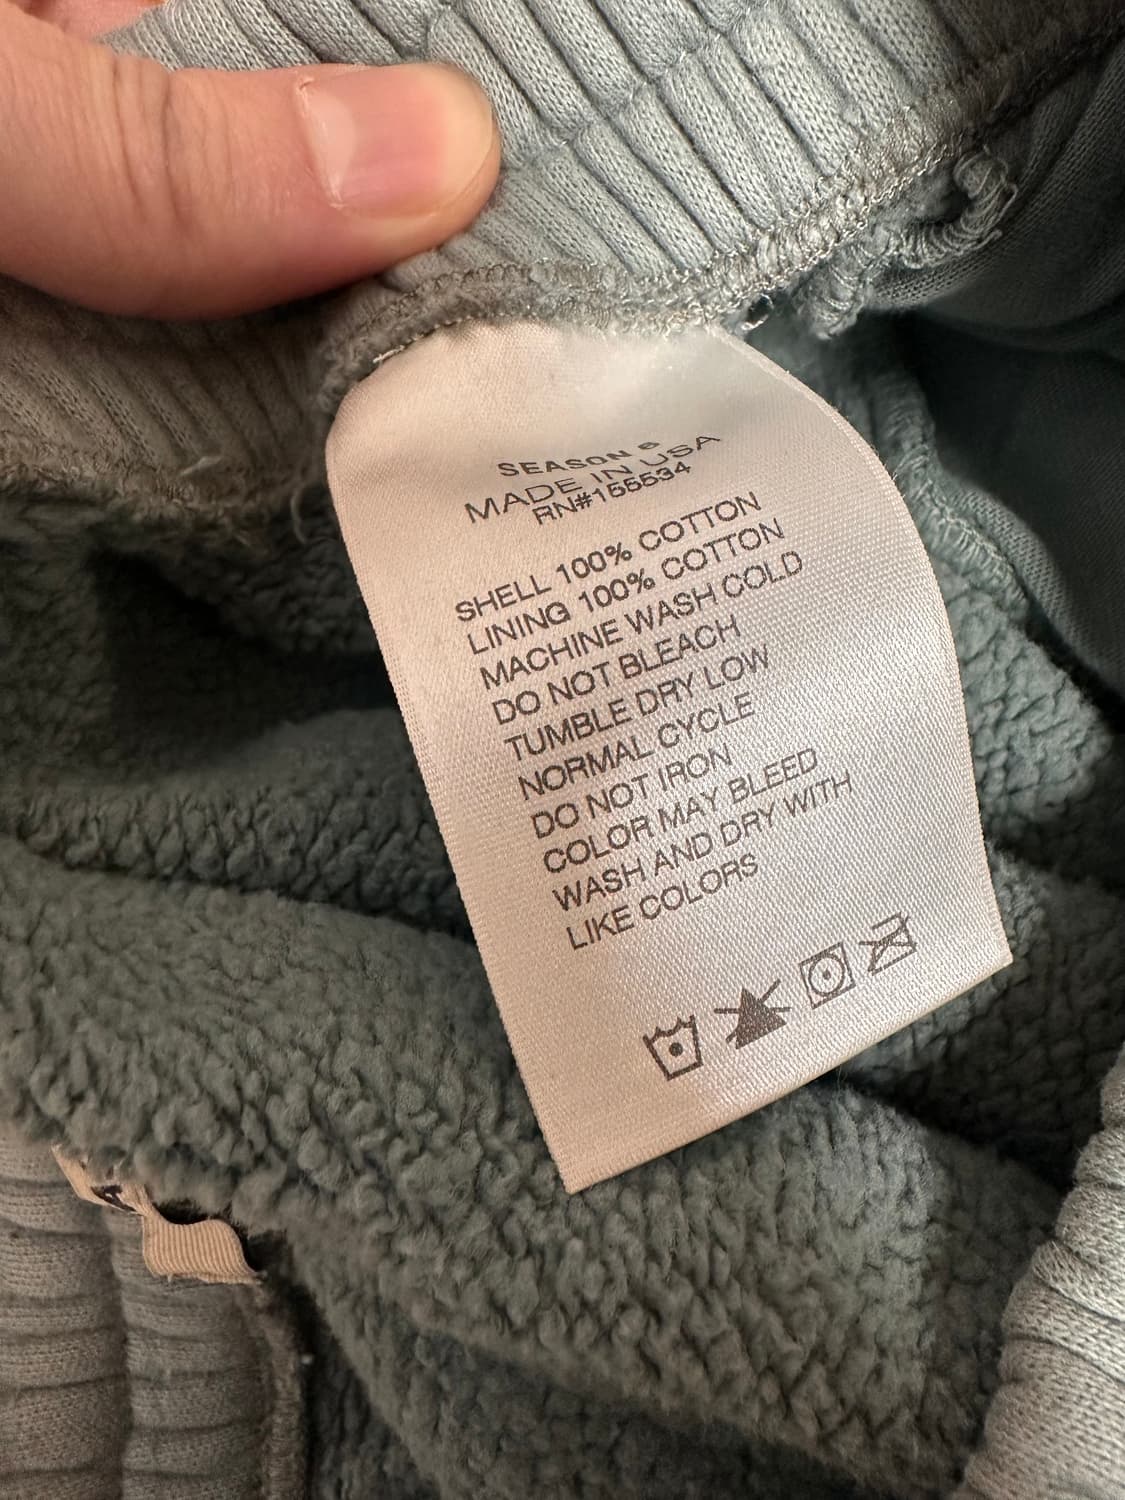 SEASON 6
MADE IN USA
RN#155534
SHELL 100% COTTON
LINING 100% COTTON
MACHINE WASH COLD
DO NOT BLEACH
TUMBLE DRY LOW
NORMAL CYCLE
DO NOT IRON
COLOR MAY BLEED
WASH AND DRY WITH
LIKE COLORS